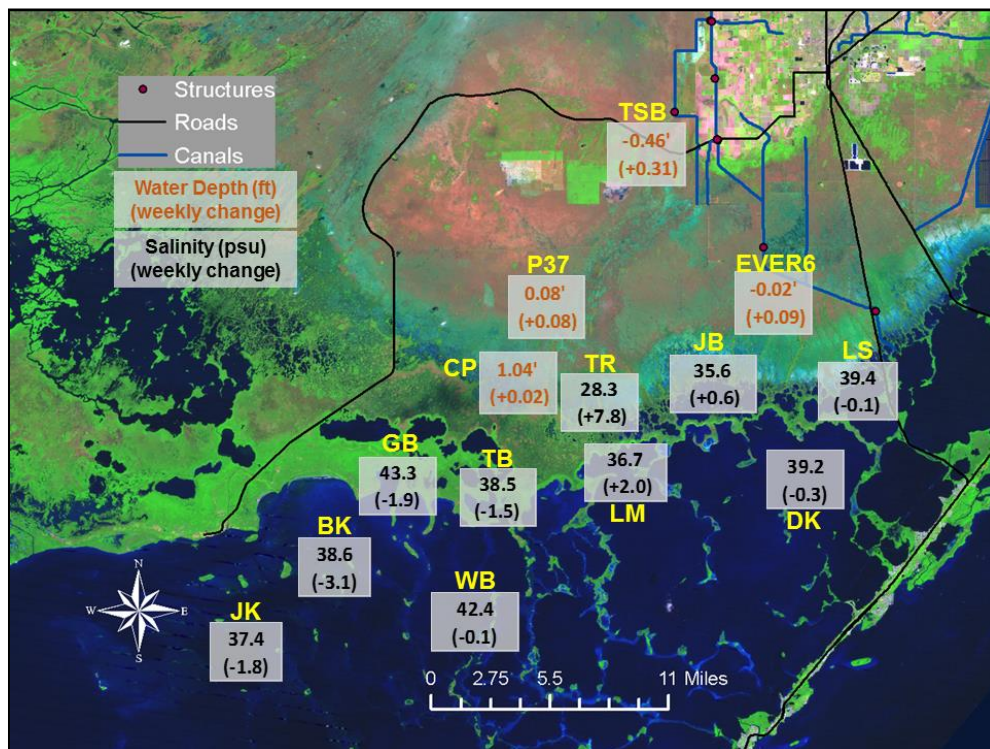 Structures
Roads
Canals
Water Depth (ft)
(weekly change)
Salinity (psu)
(weekly change)
TSB
-0.46'
(+0.31)
P37
0.08'
(+0.08)
EVER6
-0.02'
(+0.09)
CP
1.04'
(+0.02)
TR
28.3
(+7.8)
JB
35.6
(+0.6)
LS
39.4
(-0.1)
GB
43.3
(-1.9)
TB
38.5
(-1.5)
36.7
(+2.0)
LM
39.2
(-0.3)
DK
BK
38.6
(-3.1)
WB
42.4
(-0.1)
JK
37.4
(-1.8)
N
W
E
S
0 2.75 5.5 11 Miles